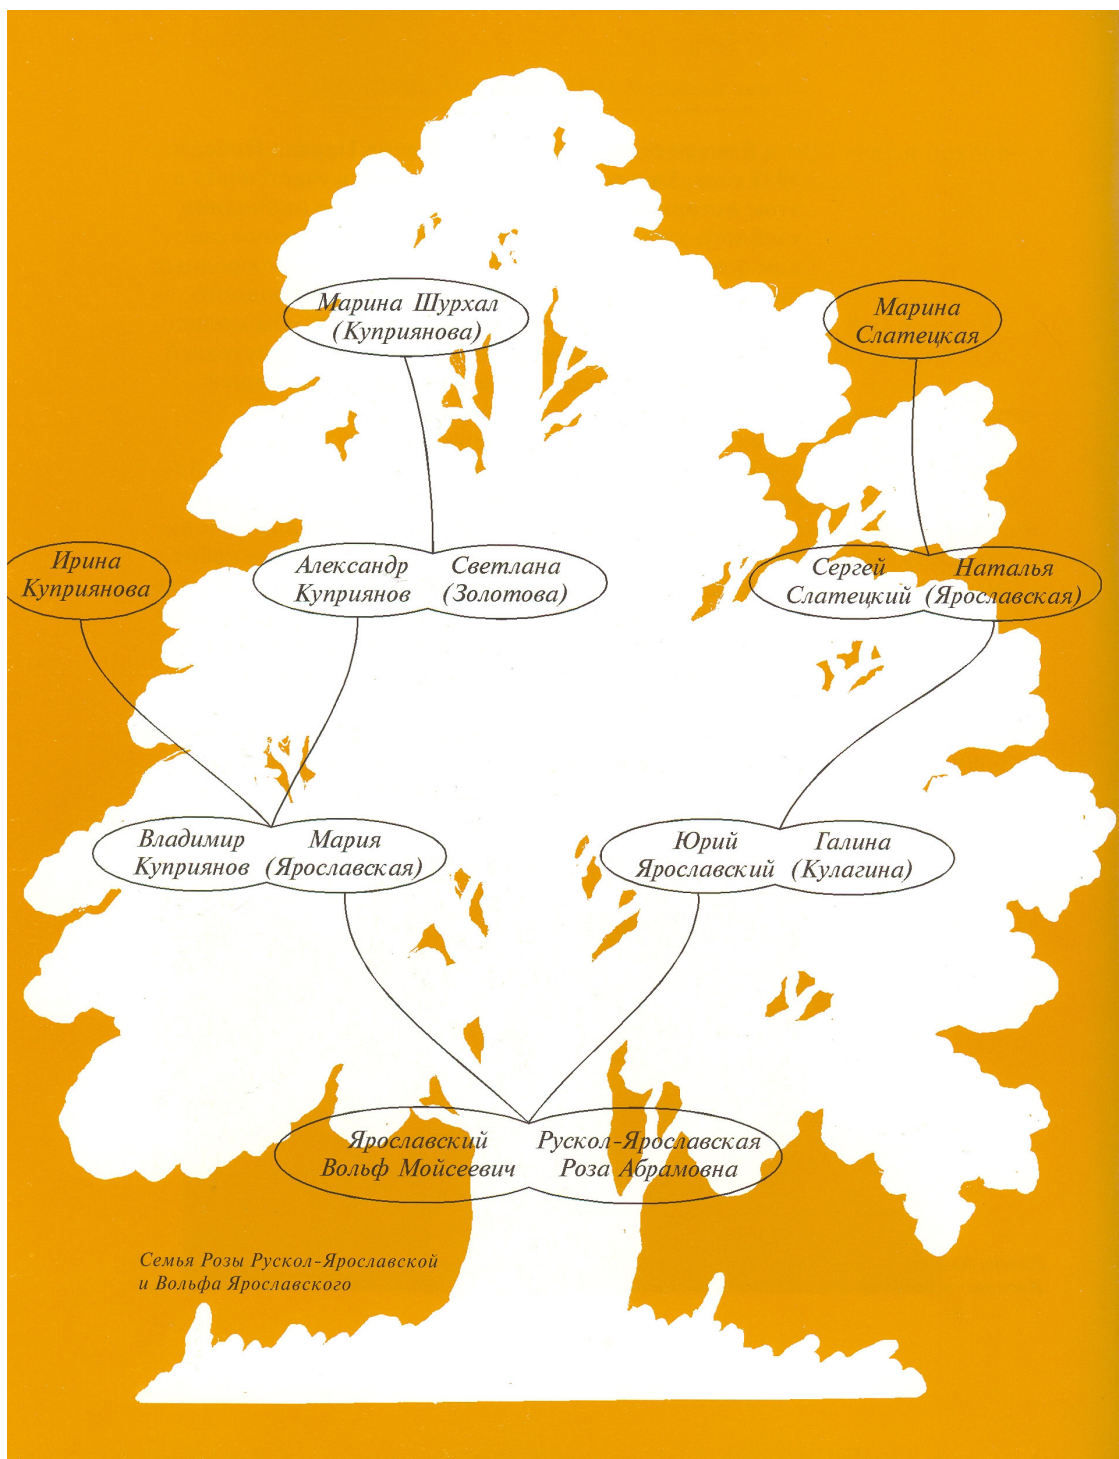 Марина Шурхал
(Куприянова)
Марина
Слатецкая
Ирина
Куприянова
Александр
Куприянов
Светлана
(Золотова)
Сергей
Слатецкий
Наталья
(Ярославская)
Владимир
Куприянов
Мария
(Ярославская)
Юрий
Ярославский
Галина
(Кулагина)
Ярославский
Вольф Мойсеевич
Рускол-Ярославская
Роза Абрамовна
Семья Розы Рускол-Ярославской
и Вольфа Ярославского